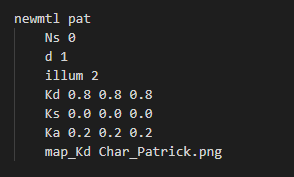 newmtl pat
    Ns 0
    d 1
    illum 2
    Kd 0.8 0.8 0.8
    Ks 0.0 0.0 0.0
    Ka 0.2 0.2 0.2
    map_Kd Char_Patrick.png